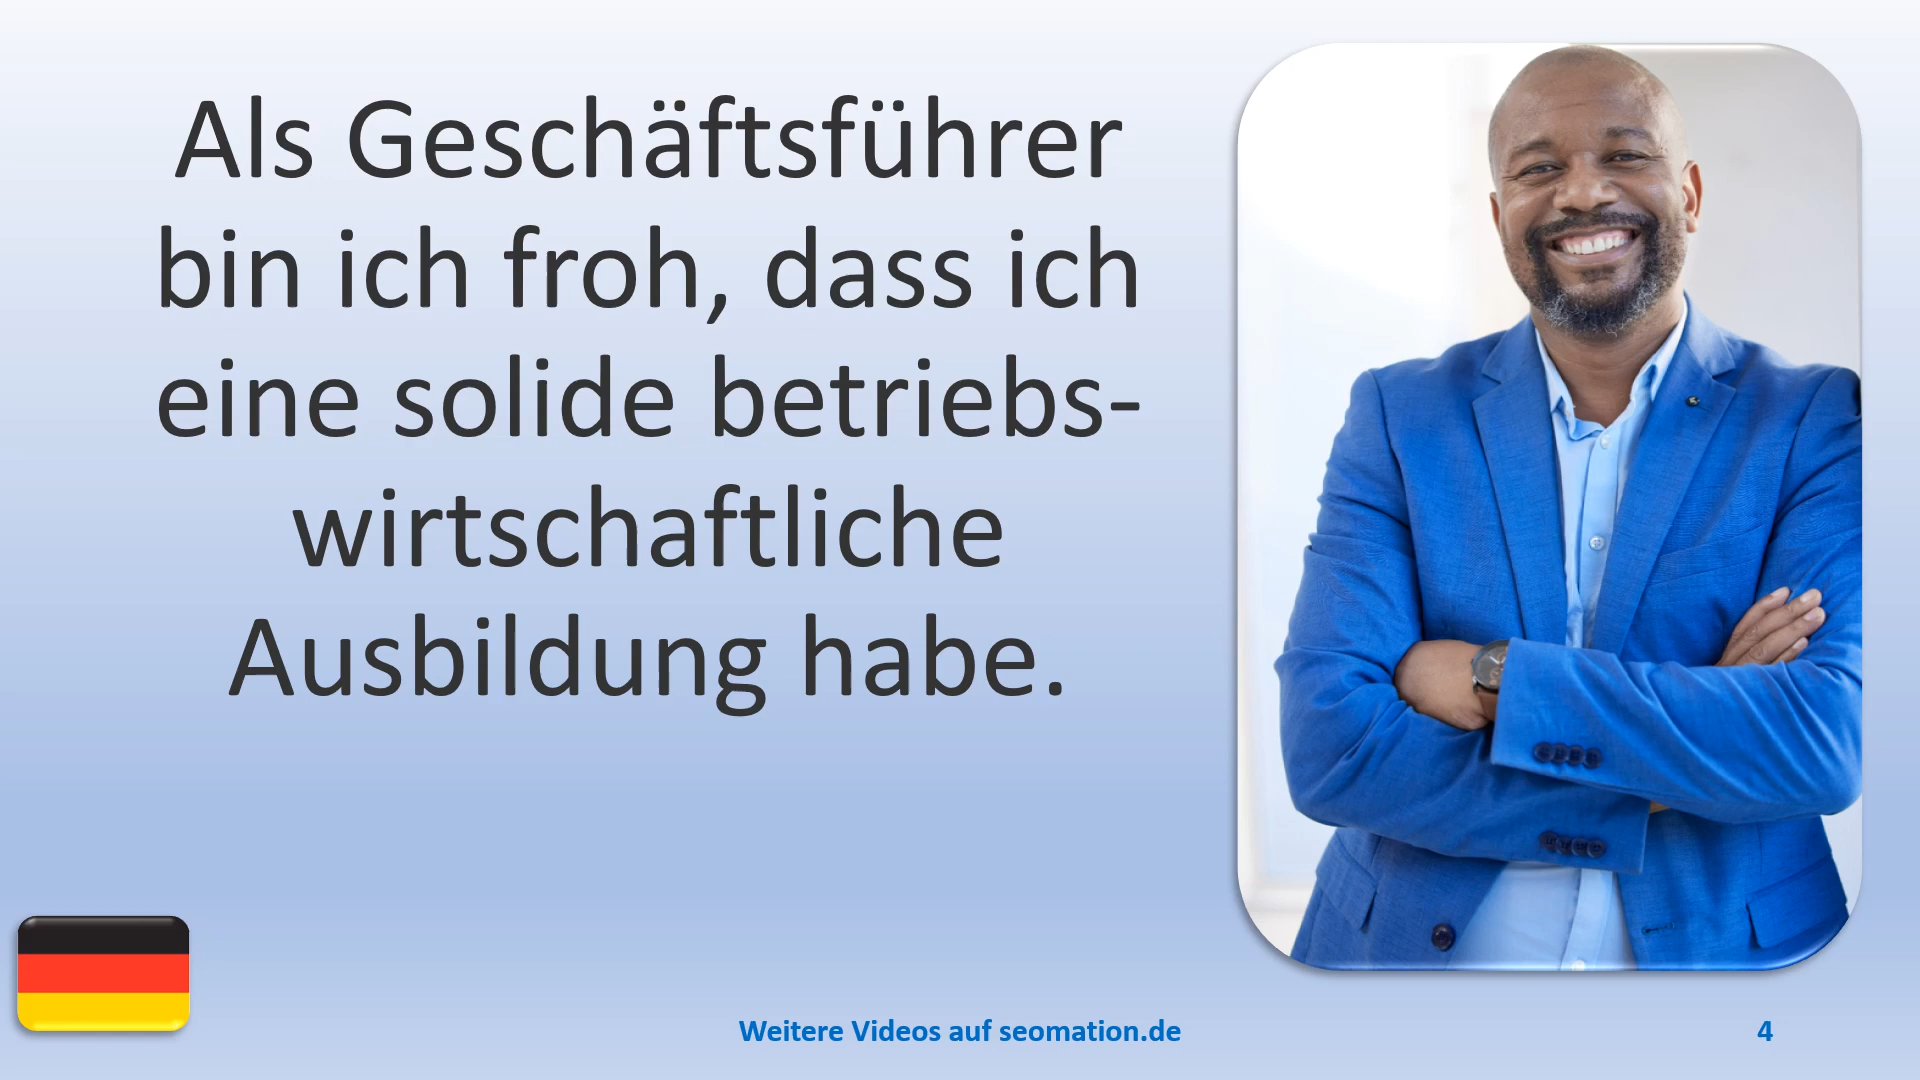 Als Geschäftsführer
bin ich froh, dass ich
eine solide betriebs-
wirtschaftliche
Ausbildung habe.
Weitere Videos auf seomation.de
4